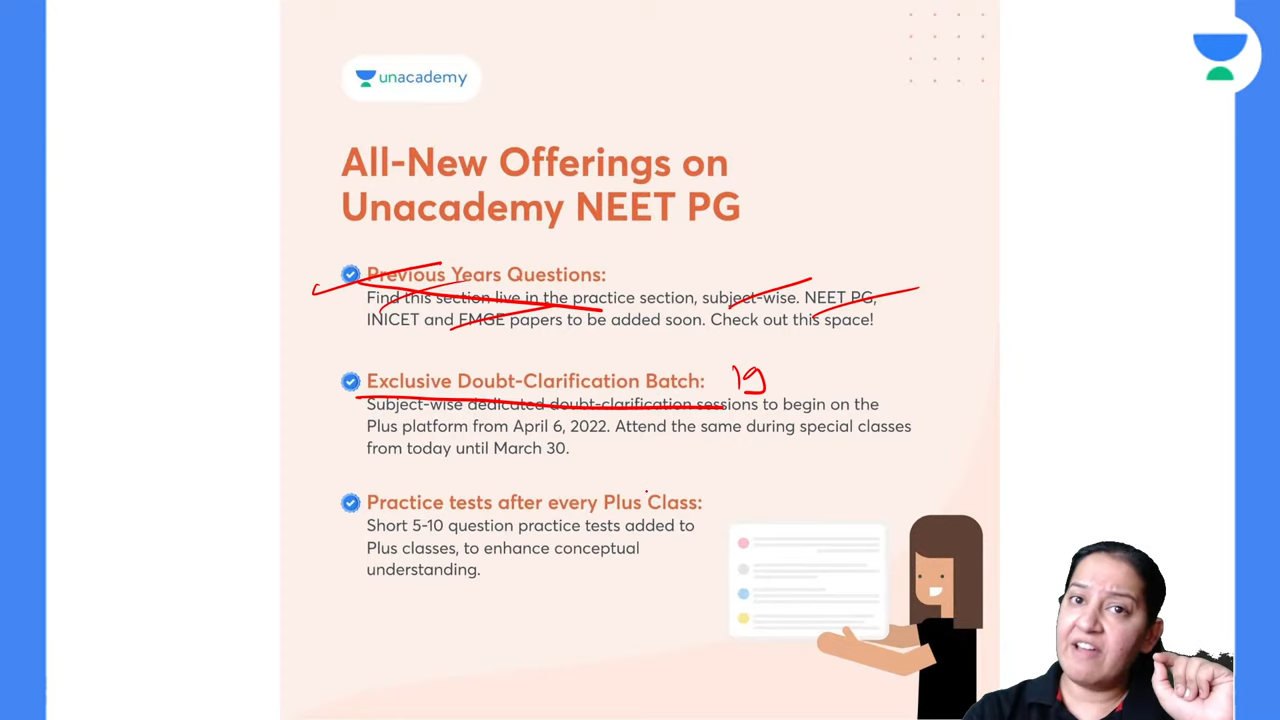 unacademy
All-New Offerings on
Unacademy NEET PG
Previous Years Questions:
Find this section live in the practice section, subject-wise. NEET PG,
INICET and FMGE papers to be added soon. Check out this space!
Exclusive Doubt-Clarification Batch: 19
Subject-wise dedicated doubt-clarification sessions to begin on the
Plus platform from April 6, 2022. Attend the same during special classes
from today until March 30.
Practice tests after every Plus Class:
Short 5-10 question practice tests added to
Plus classes, to enhance conceptual
understanding.